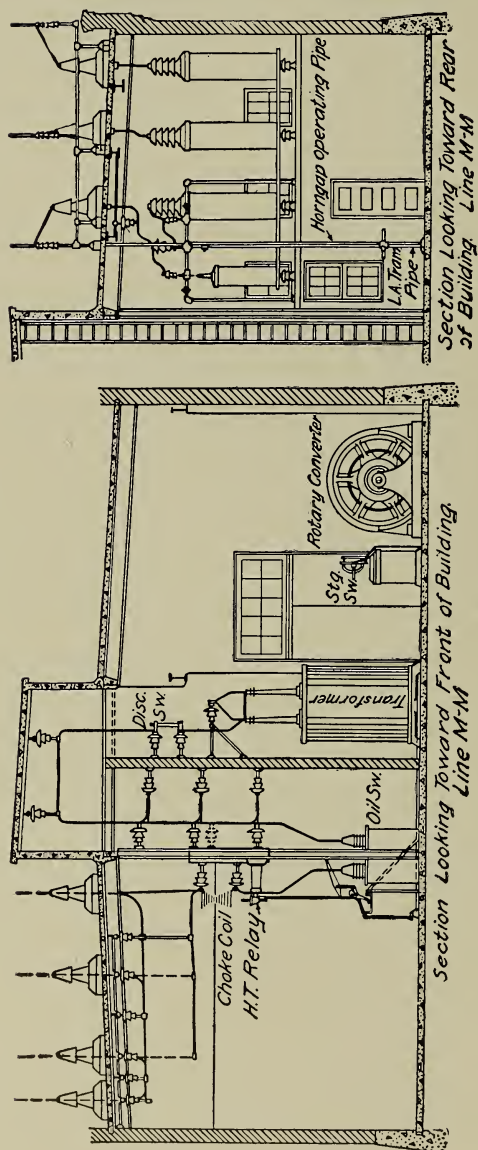 Choke Coil
H.T. Relay
Disc.
Sw.
Oil Sw.
Transformer
Stg.
Sw.
Rotary Converter
Section Looking Toward Front of Building.
Line M-M
Horngap Operating Pipe
L.A. Tram.
Pipe
Section Looking Toward Rear
of Building Line M-M